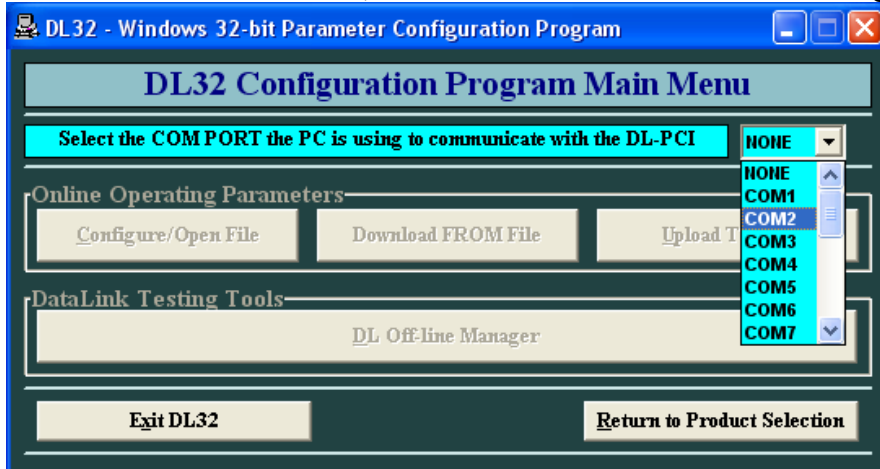 DL32 - Windows 32-bit Parameter Configuration Program
DL32 Configuration Program Main Menu
Select the COM PORT the PC is using to communicate with the DL-PCI
NONE
NONE
COM1
COM2
COM3
COM4
COM5
COM6
COM7
Online Operating Parameters
Configure/Open File
Download FROM File
Upload T
DataLink Testing Tools
DL Off-line Manager
Exit DL32
Return to Product Selection